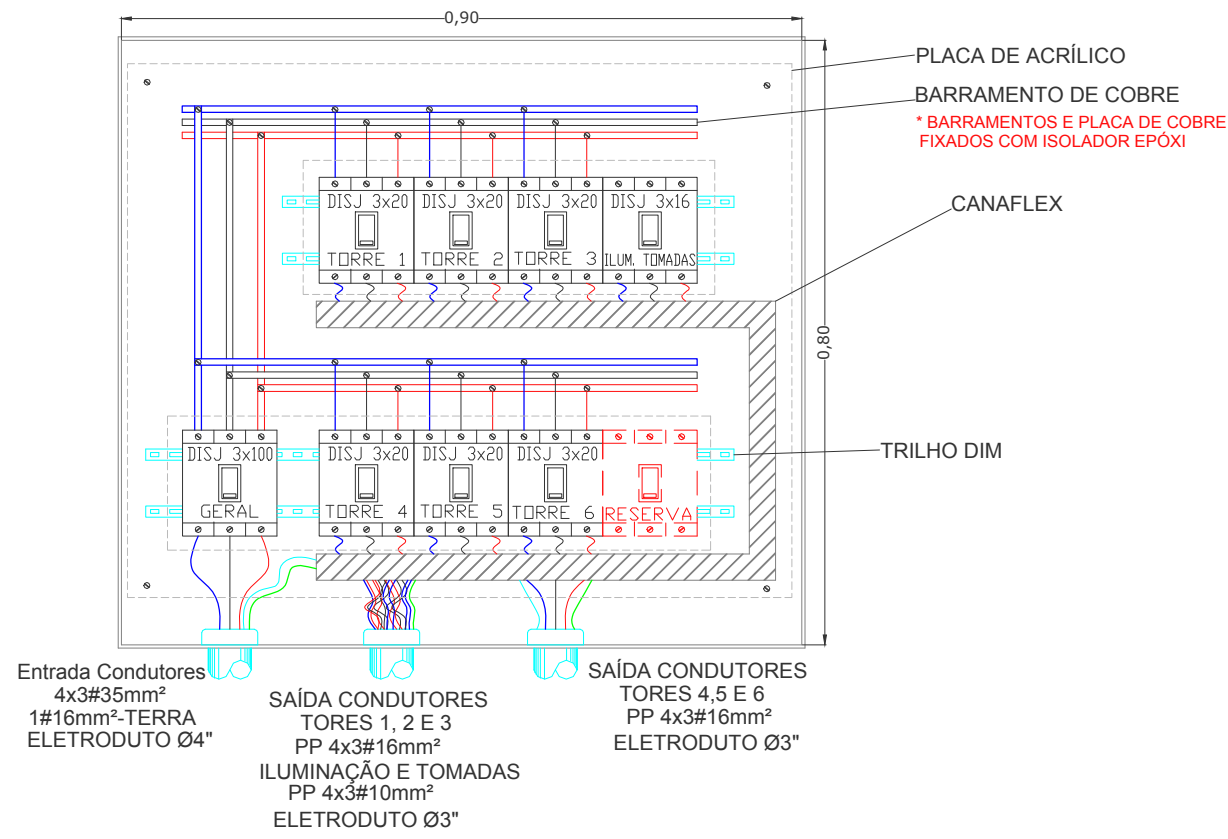 0,90
PLACA DE ACRÍLICO
BARRAMENTO DE COBRE
* BARRAMENTOS E PLACA DE COBRE
FIXADOS COM ISOLADOR EPÓXI
CANAFLEX
DISJ 3x20
DISJ 3x20
DISJ 3x20
DISJ 3x16
TORRE 1
TORRE 2
TORRE 3
ILUM. TOMADAS
0,80
TRILHO DIM
DISJ 3x100
DISJ 3x20
DISJ 3x20
DISJ 3x20
GERAL
TORRE 4
TORRE 5
TORRE 6
RESERVA
Entrada Condutores
4x3#35mm²
1#16mm²-TERRA
ELETRODUTO Ø4"
SAÍDA CONDUTORES
TORES 1, 2 E 3
PP 4x3#16mm²
ILUMINAÇÃO E TOMADAS
PP 4x3#10mm²
ELETRODUTO Ø3"
SAÍDA CONDUTORES
TORES 4,5 E 6
PP 4x3#16mm²
ELETRODUTO Ø3"